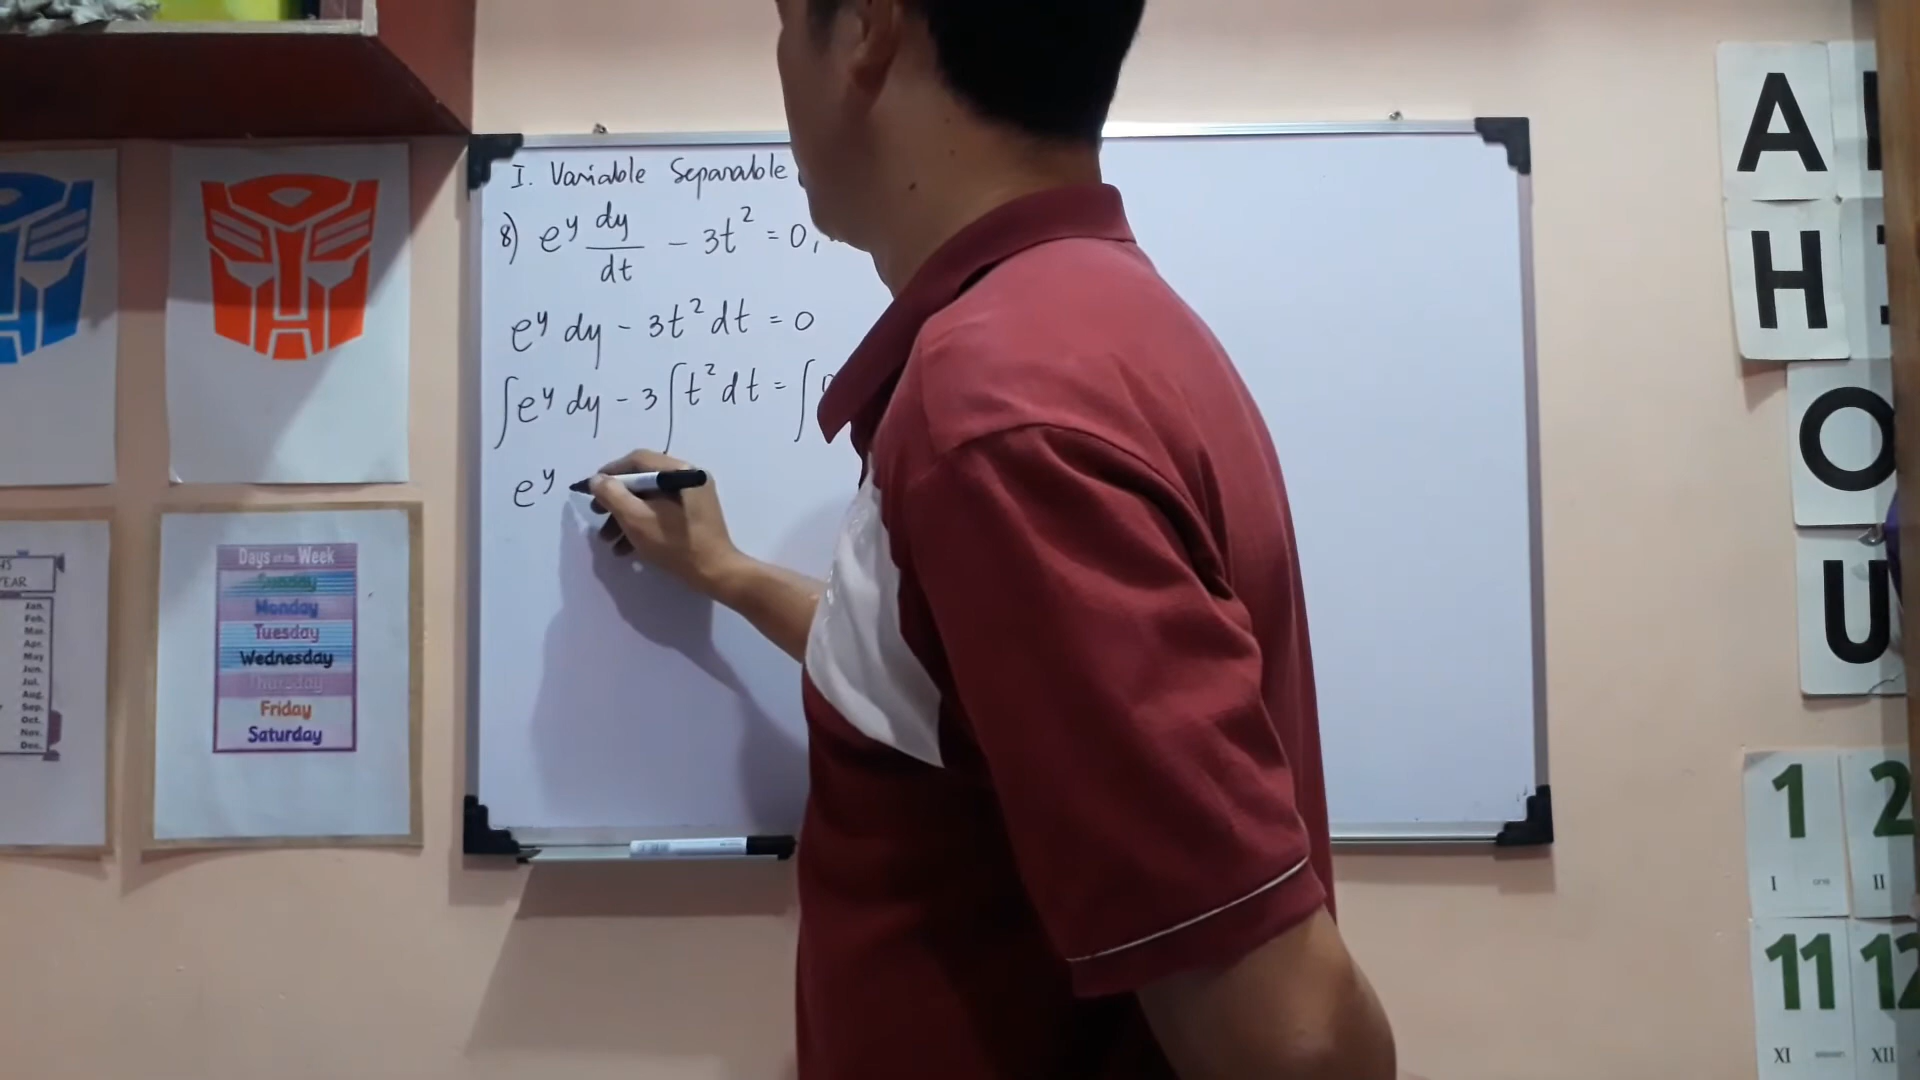 I. Variable Separable
8) e^y dy/dt - 3t^2 = 0,
e^y dy - 3t^2 dt = 0
∫e^y dy - 3∫t^2 dt = ∫
e^y
Days of the Week
Sunday
Monday
Tuesday
Wednesday
Thursday
Friday
Saturday
YEAR
Jan.
Feb.
Mar.
Apr.
May
Jun.
Jul.
Aug.
Sep.
Oct.
Nov.
Dec.
A
H
O
U
1 2
I one II
11 12
XI eleven XII